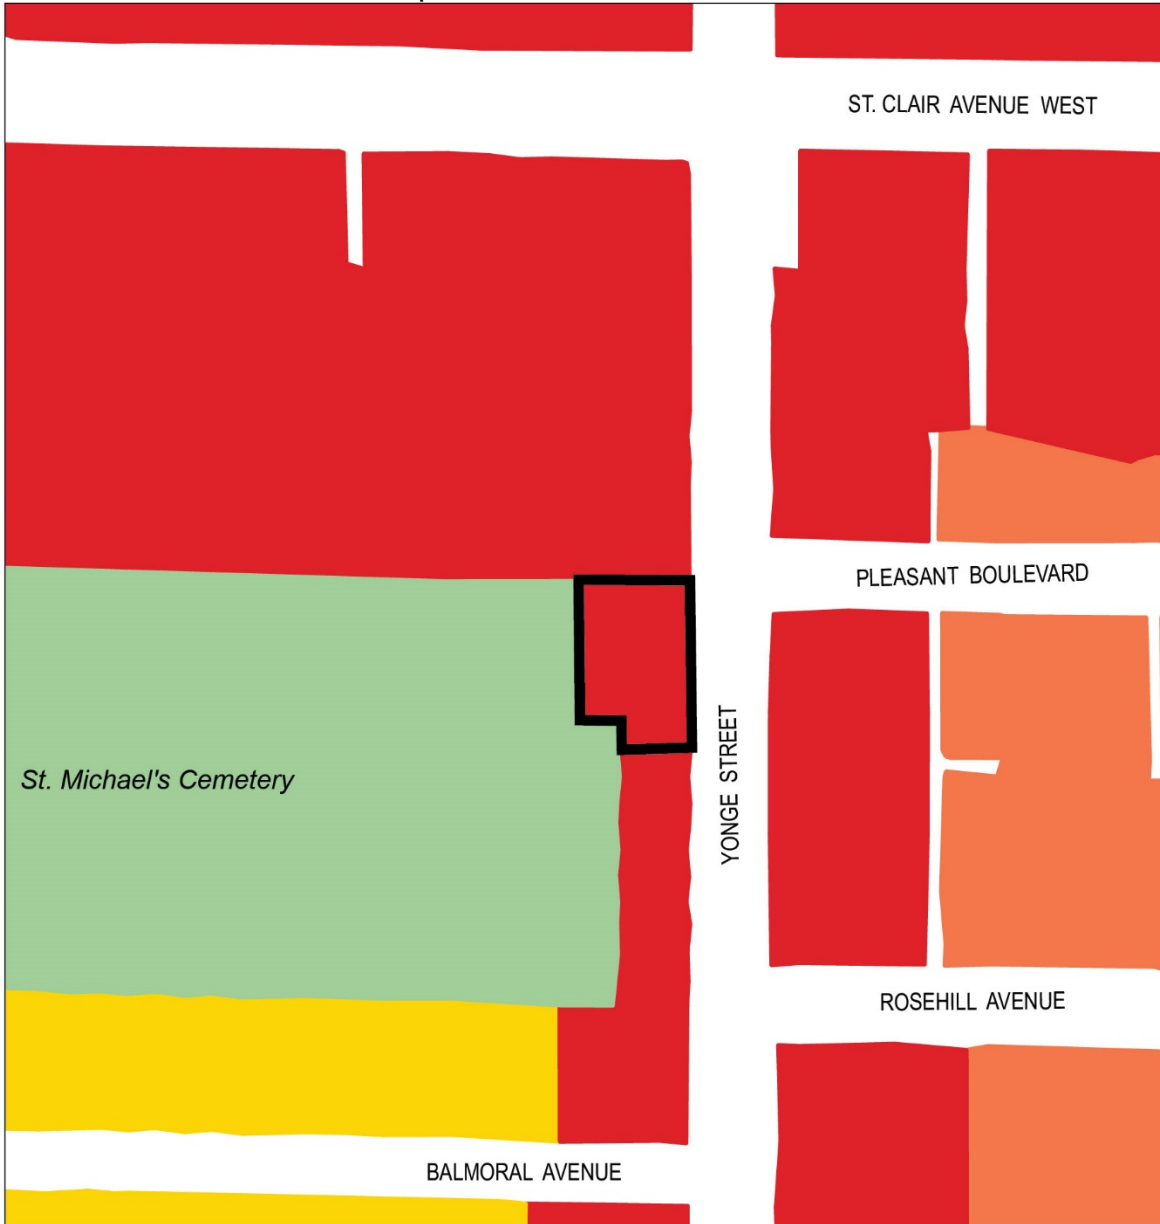 ST. CLAIR AVENUE WEST
PLEASANT BOULEVARD
YONGE STREET
St. Michael's Cemetery
ROSEHILL AVENUE
BALMORAL AVENUE